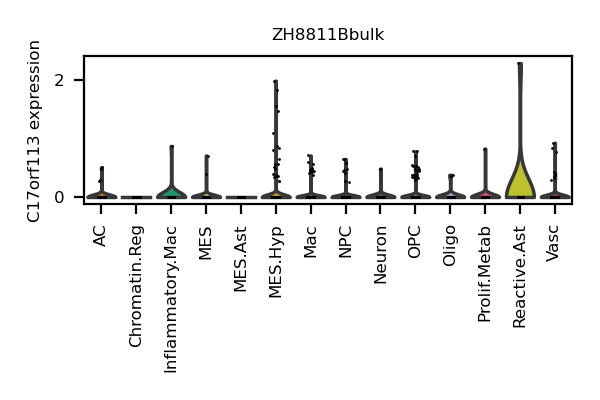 ZH8811Bbulk
C17orf113 expression
2
0
AC
Chromatin.Reg
Inflammatory.Mac
MES
MES.Ast
MES.Hyp
Mac
NPC
Neuron
OPC
Oligo
Prolif.Metab
Reactive.Ast
Vasc